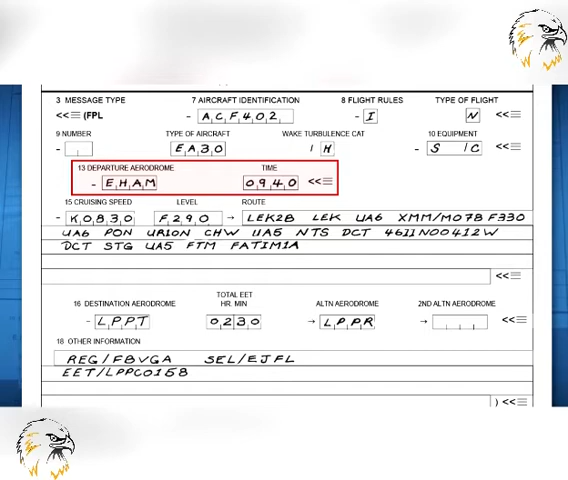 3 MESSAGE TYPE 7 AIRCRAFT IDENTIFICATION 8 FLIGHT RULES TYPE OF FLIGHT
<<≡ (FPL - ACF402 - I N <<≡
9 NUMBER TYPE OF AIRCRAFT WAKE TURBULENCE CAT 10 EQUIPMENT
- EA30 / H - S / C <<≡
13 DEPARTURE AERODROME TIME
- EHAM 0940 <<≡
15 CRUISING SPEED LEVEL ROUTE
- K0830 F290 → LEK2B LEK UA6 XMM/M078 F330
UA6 PON UR10N CHW UA5 NTS DCT 4611N00412W
DCT STG UA5 FTM FATIM1A
<<≡
TOTAL EET
16 DESTINATION AERODROME HR. MIN ALTN AERODROME 2ND ALTN AERODROME
- LPPT 0230 → LPPR → <<≡
18 OTHER INFORMATION
REG/FBVGA SEL/EJFL
EET/LPPC0158
) <<≡